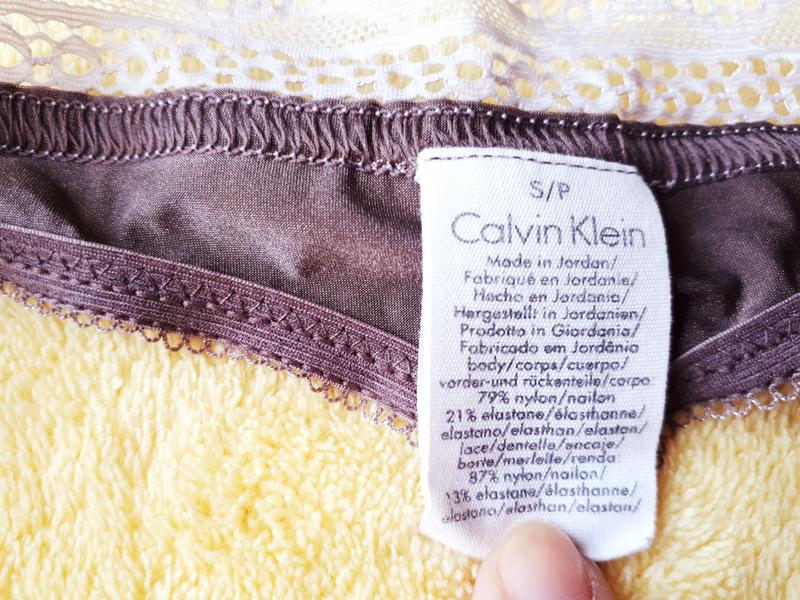 S/P
Calvin Klein
Made in Jordan/
Fabriqué en Jordanie/
Hecho en Jordania/
Hergestellt in Jordanien/
Prodotto in Giordania/
Fabricado em Jordânia
body/corps/cuerpo/
vorder-und rückenteile/corpo:
79% nylon/nailon
21% elastane/élasthanne/
elastano/elasthan/elastan/
lace/dentelle/encaje/
borte/merlelle/renda:
87% nylon/nailon/
13% elastane/élasthanne/
elastano/elasthan/elastan/